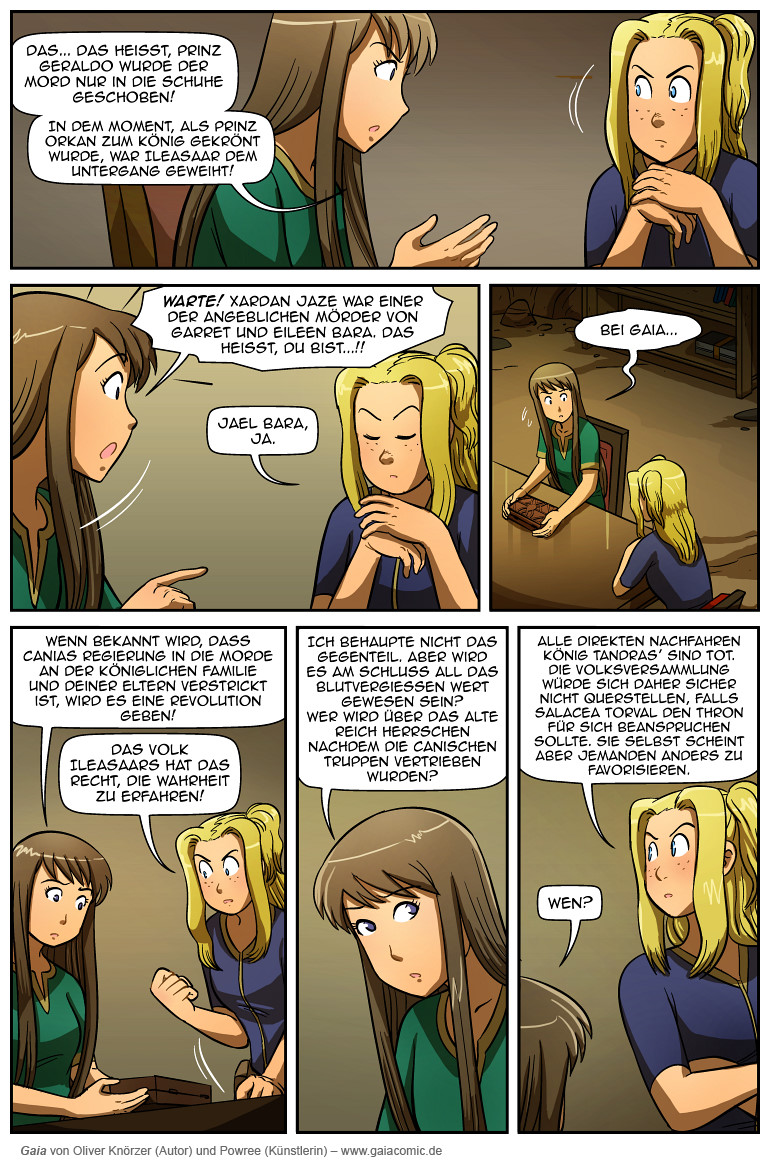 DAS... DAS HEISST, PRINZ
GERALDO WURDE DER
MORD NUR IN DIE SCHUHE
GESCHOBEN!
IN DEM MOMENT, ALS PRINZ
ORKAN ZUM KÖNIG GEKRÖNT
WURDE, WAR ILEASAAR DEM
UNTERGANG GEWEIHT!
WARTE! XARDAN JAZE WAR EINER
DER ANGEBLICHEN MÖRDER VON
GARRET UND EILEEN BARA. DAS
HEISST, DU BIST...!!
JAEL BARA,
JA.
BEI GAIA...
WENN BEKANNT WIRD, DASS
CANIAS REGIERUNG IN DIE MORDE
AN DER KÖNIGLICHEN FAMILIE
UND DEINER ELTERN VERSTRICKT
IST, WIRD ES EINE REVOLUTION
GEBEN!
DAS VOLK
ILEASAARS HAT DAS
RECHT, DIE WAHRHEIT
ZU ERFAHREN!
ICH BEHAUPTE NICHT DAS
GEGENTEIL. ABER WIRD
ES AM SCHLUSS ALL DAS
BLUTVERGIESSEN WERT
GEWESEN SEIN?
WER WIRD ÜBER DAS ALTE
REICH HERRSCHEN
NACHDEM DIE CANISCHEN
TRUPPEN VERTRIEBEN
WURDEN?
ALLE DIREKTEN NACHFAHREN
KÖNIG TANDRAS' SIND TOT.
DIE VOLKSVERSAMMLUNG
WÜRDE SICH DAHER SICHER
NICHT QUERSTELLEN, FALLS
SALACEA TORVAL DEN THRON
FÜR SICH BEANSPRUCHEN
SOLLTE. SIE SELBST SCHEINT
ABER JEMANDEN ANDERS ZU
FAVORISIEREN.
WEN?
Gaia von Oliver Knörzer (Autor) und Powree (Künstlerin) – www.gaiacomic.de